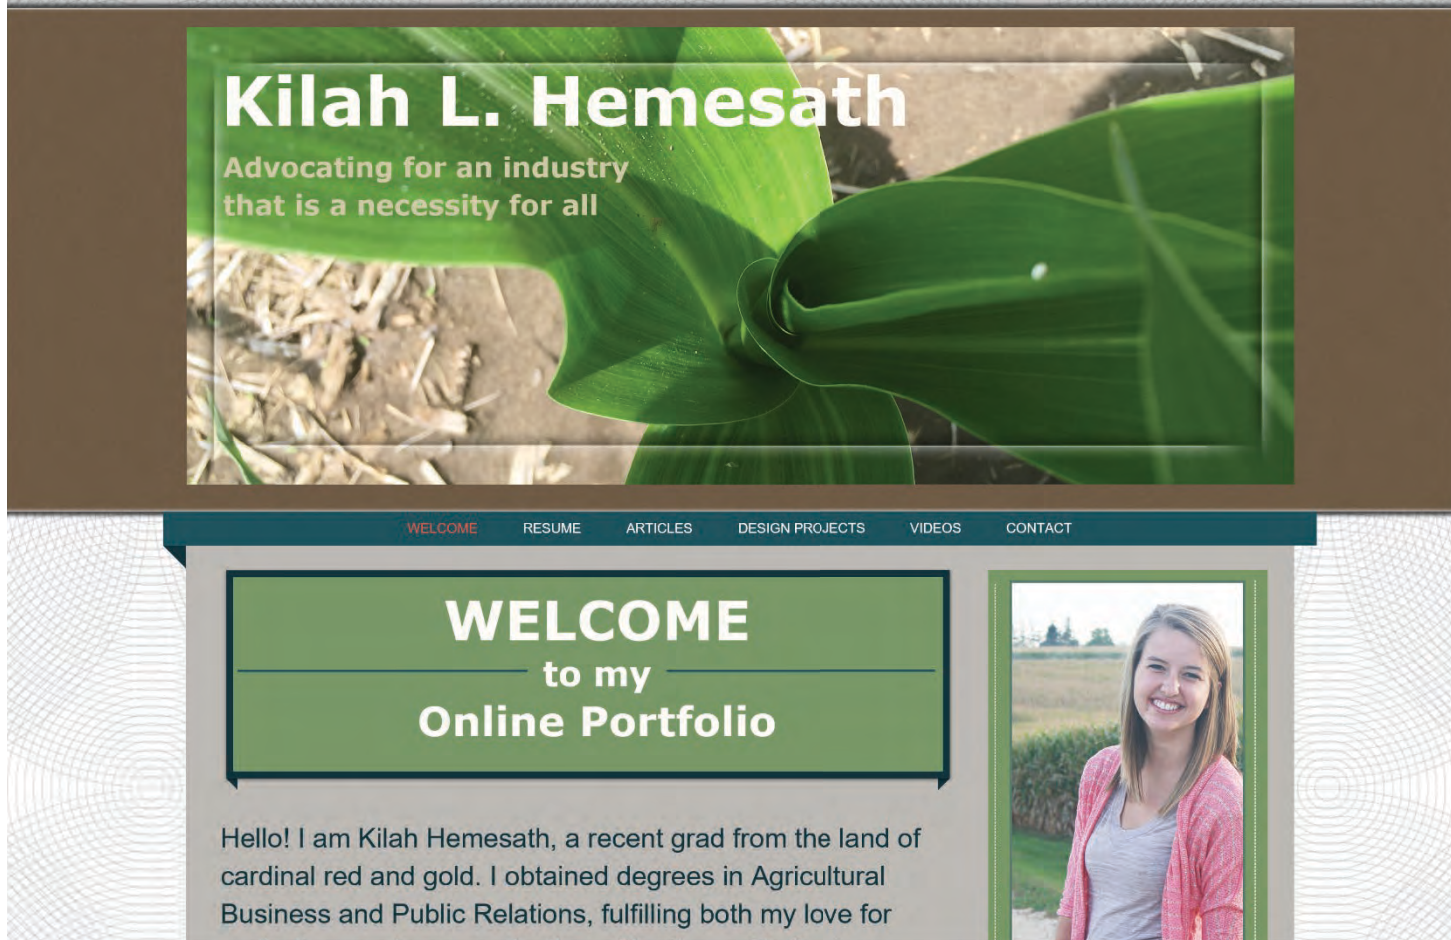 Kilah L. Hemesath
Advocating for an industry
that is a necessity for all
WELCOME RESUME ARTICLES DESIGN PROJECTS VIDEOS CONTACT
WELCOME
to my
Online Portfolio
Hello! I am Kilah Hemesath, a recent grad from the land of
cardinal red and gold. I obtained degrees in Agricultural
Business and Public Relations, fulfilling both my love for